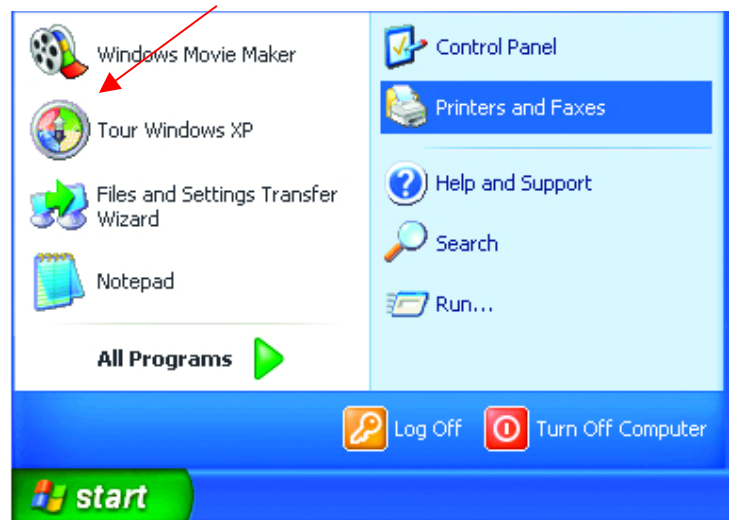 Windows Movie Maker
Tour Windows XP
Files and Settings Transfer
Wizard
Notepad
All Programs
Control Panel
Printers and Faxes
Help and Support
Search
Run...
Log Off
Turn Off Computer
start